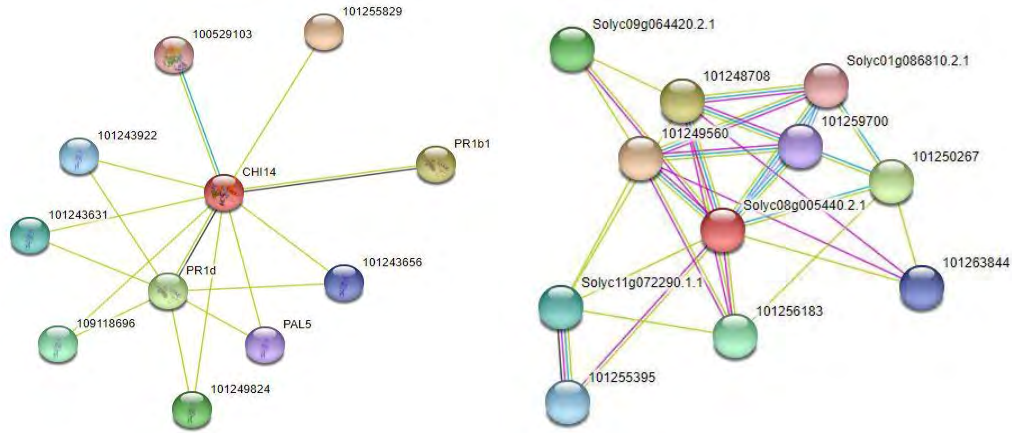 101255829
100529103
101243922
PR1b1
CHI14
101243631
PR1d
101243656
109118696
PAL5
101249824
Solyc09g064420.2.1
Solyc01g086810.2.1
101248708
101259700
101249560
101250267
Solyc08g005440.2.1
101263844
Solyc11g072290.1.1
101256183
101255395